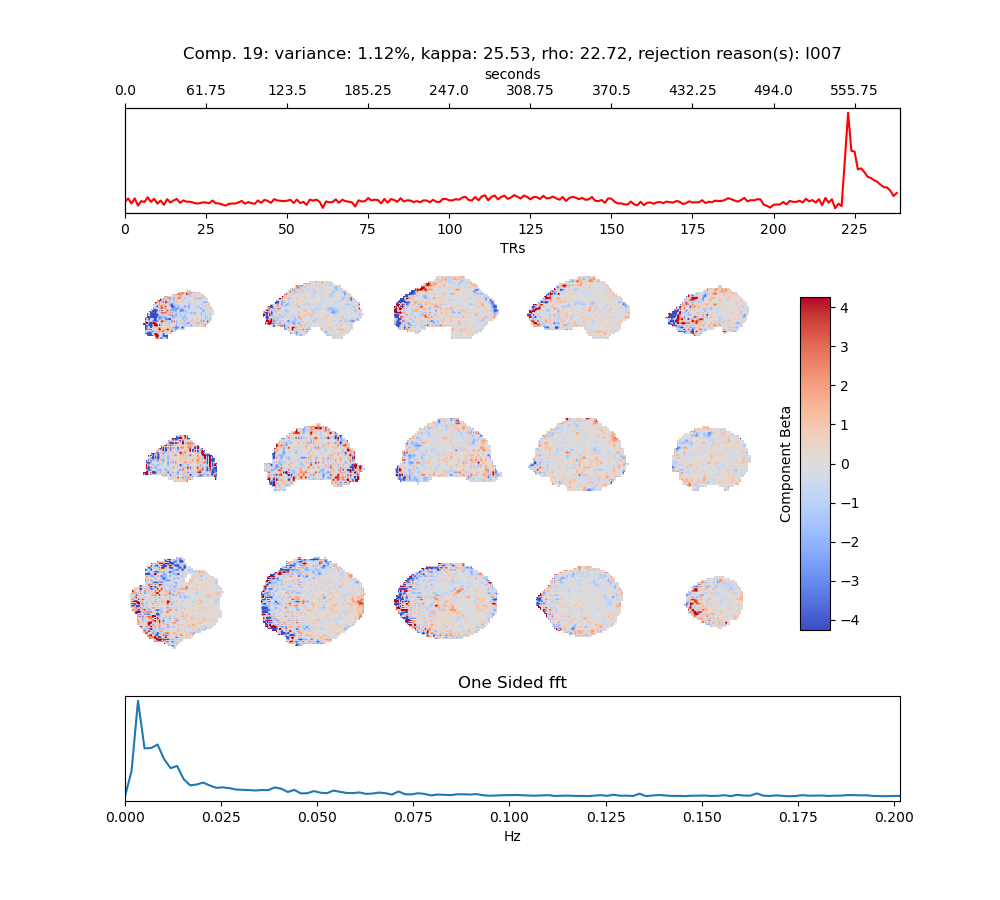 Comp. 19: variance: 1.12%, kappa: 25.53, rho: 22.72, rejection reason(s): I007
seconds
0.0 61.75 123.5 185.25 247.0 308.75 370.5 432.25 494.0 555.75
0 25 50 75 100 125 150 175 200 225
TRs
4
3
2
1
0
−1
−2
−3
−4
Component Beta
One Sided fft
0.000 0.025 0.050 0.075 0.100 0.125 0.150 0.175 0.200
Hz